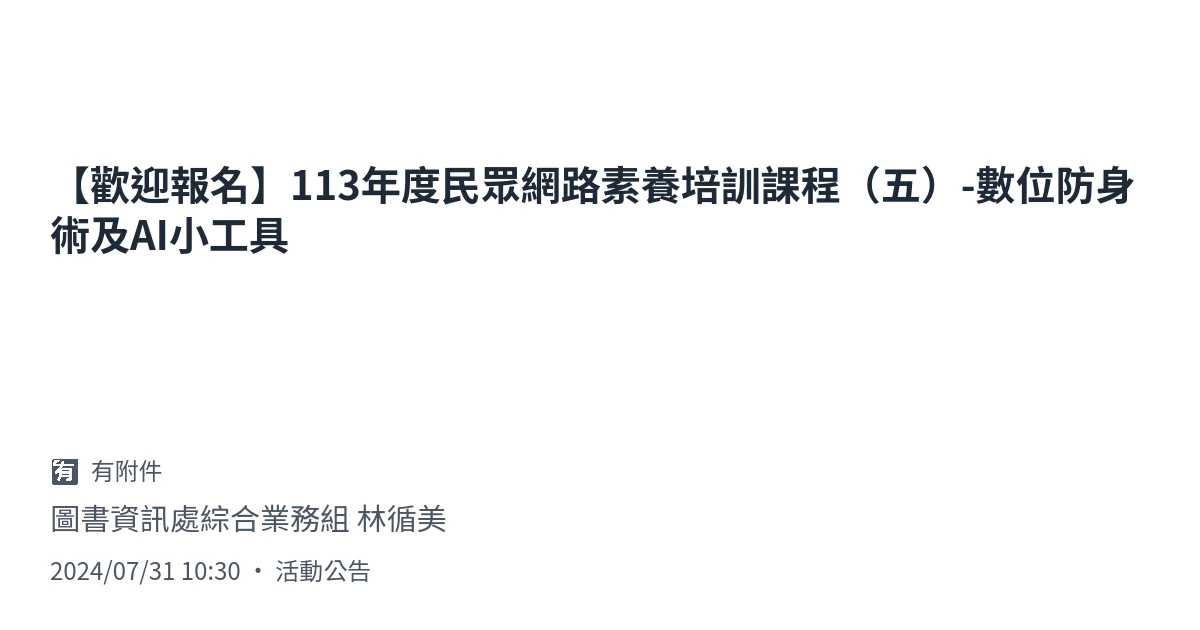 【歡迎報名】113年度民眾網路素養培訓課程（五）-數位防身
術及AI小工具
有 有附件
圖書資訊處綜合業務組 林循美
2024/07/31 10:30 ・ 活動公告